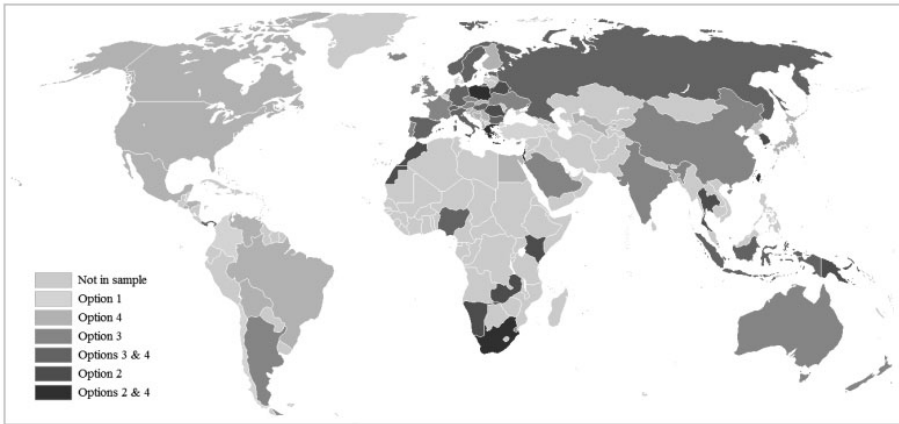 Not in sample
Option 1
Option 4
Option 3
Options 3 & 4
Option 2
Options 2 & 4